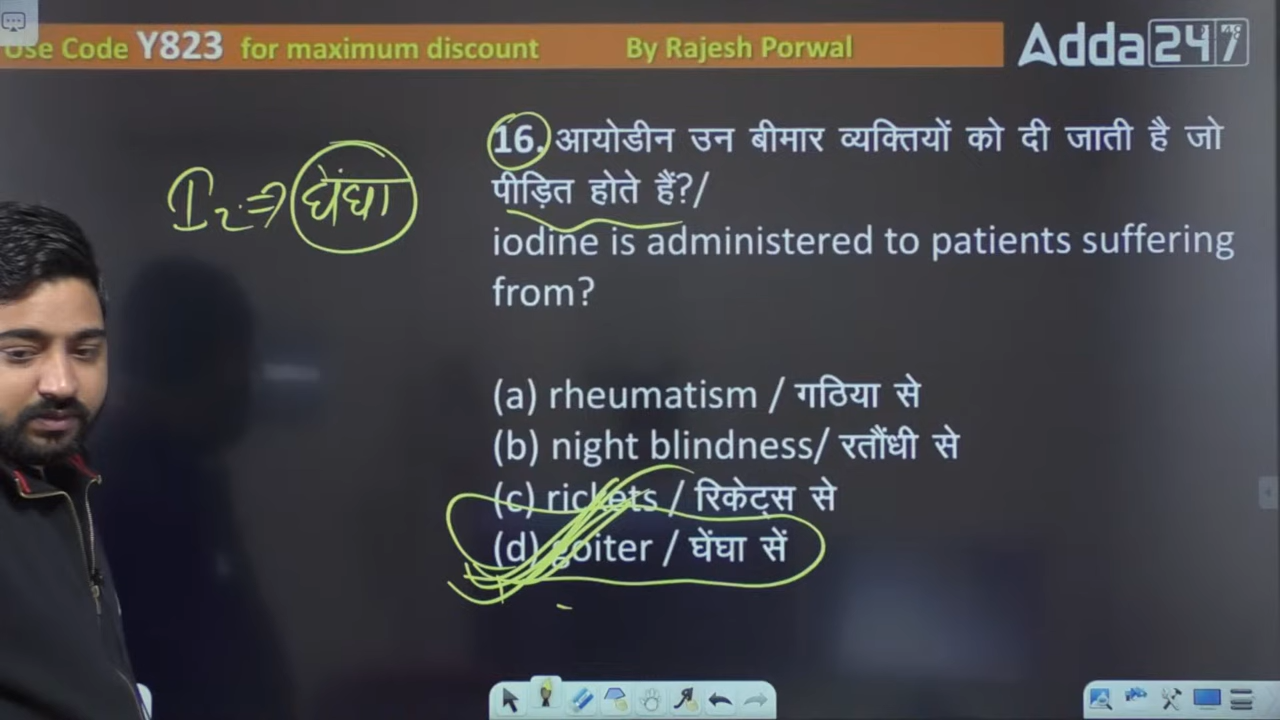 Use Code Y823 for maximum discount By Rajesh Porwal
Adda247
16. आयोडीन उन बीमार व्यक्तियों को दी जाती है जो
पीड़ित होते हैं?/
I₂ ⇒ घेंघा
iodine is administered to patients suffering
from?
(a) rheumatism / गठिया से
(b) night blindness/ रतौंधी से
(c) rickets / रिकेट्स से
(d) goiter / घेंघा सें